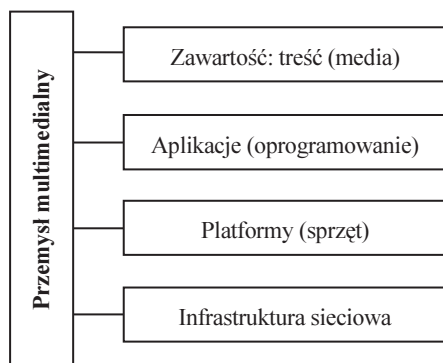 Przemysł multimedialny
Zawartość: treść (media)
Aplikacje (oprogramowanie)
Platformy (sprzęt)
Infrastruktura sieciowa